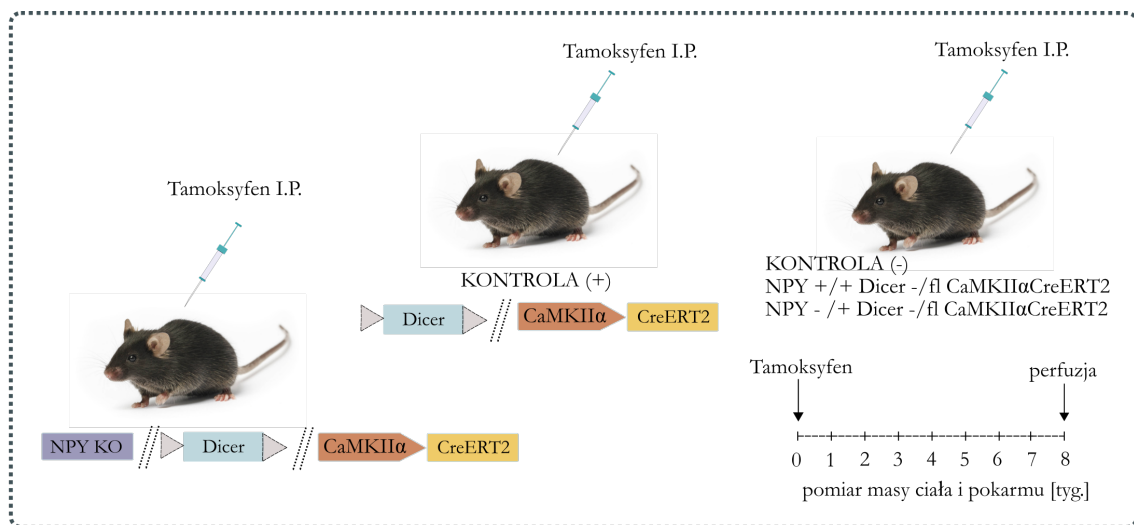 Tamoksyfen I.P.
NPY KO
Dicer
CaMKIIα
CreERT2
Tamoksyfen I.P.
KONTROLA (+)
Dicer
CaMKIIα
CreERT2
Tamoksyfen I.P.
KONTROLA (-)
NPY +/+ Dicer -/fl CaMKIIαCreERT2
NPY - /+ Dicer -/fl CaMKIIαCreERT2
Tamoksyfen
perfuzja
0 1 2 3 4 5 6 7 8
pomiar masy ciała i pokarmu [tyg.]